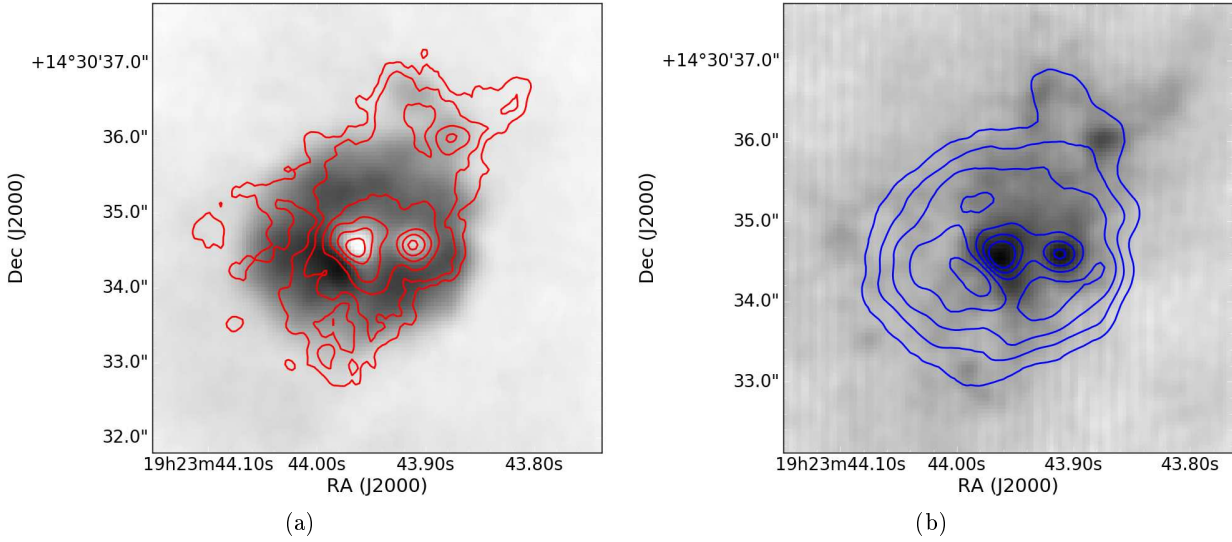 +14°30'37.0"
36.0"
35.0"
34.0"
33.0"
32.0"
Dec (J2000)
19h23m44.10s 44.00s 43.90s 43.80s
RA (J2000)
(a)
+14°30'37.0"
36.0"
35.0"
34.0"
33.0"
Dec (J2000)
19h23m44.10s 44.00s 43.90s 43.80s
RA (J2000)
(b)